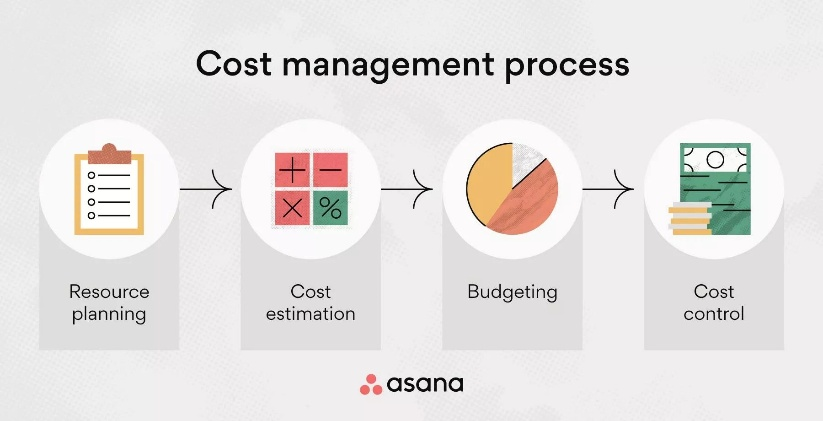 Cost management process
Resource
planning
Cost
estimation
Budgeting
Cost
control
asana